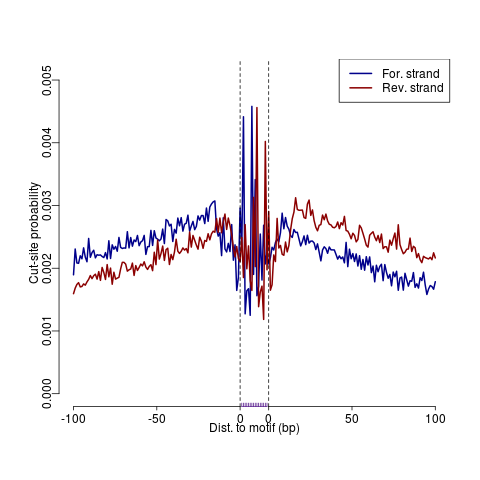 For. strand
Rev. strand
Cut-site probability
0.005
0.004
0.003
0.002
0.001
0.000
-100 -50 0 0 50 100
Dist. to motif (bp)